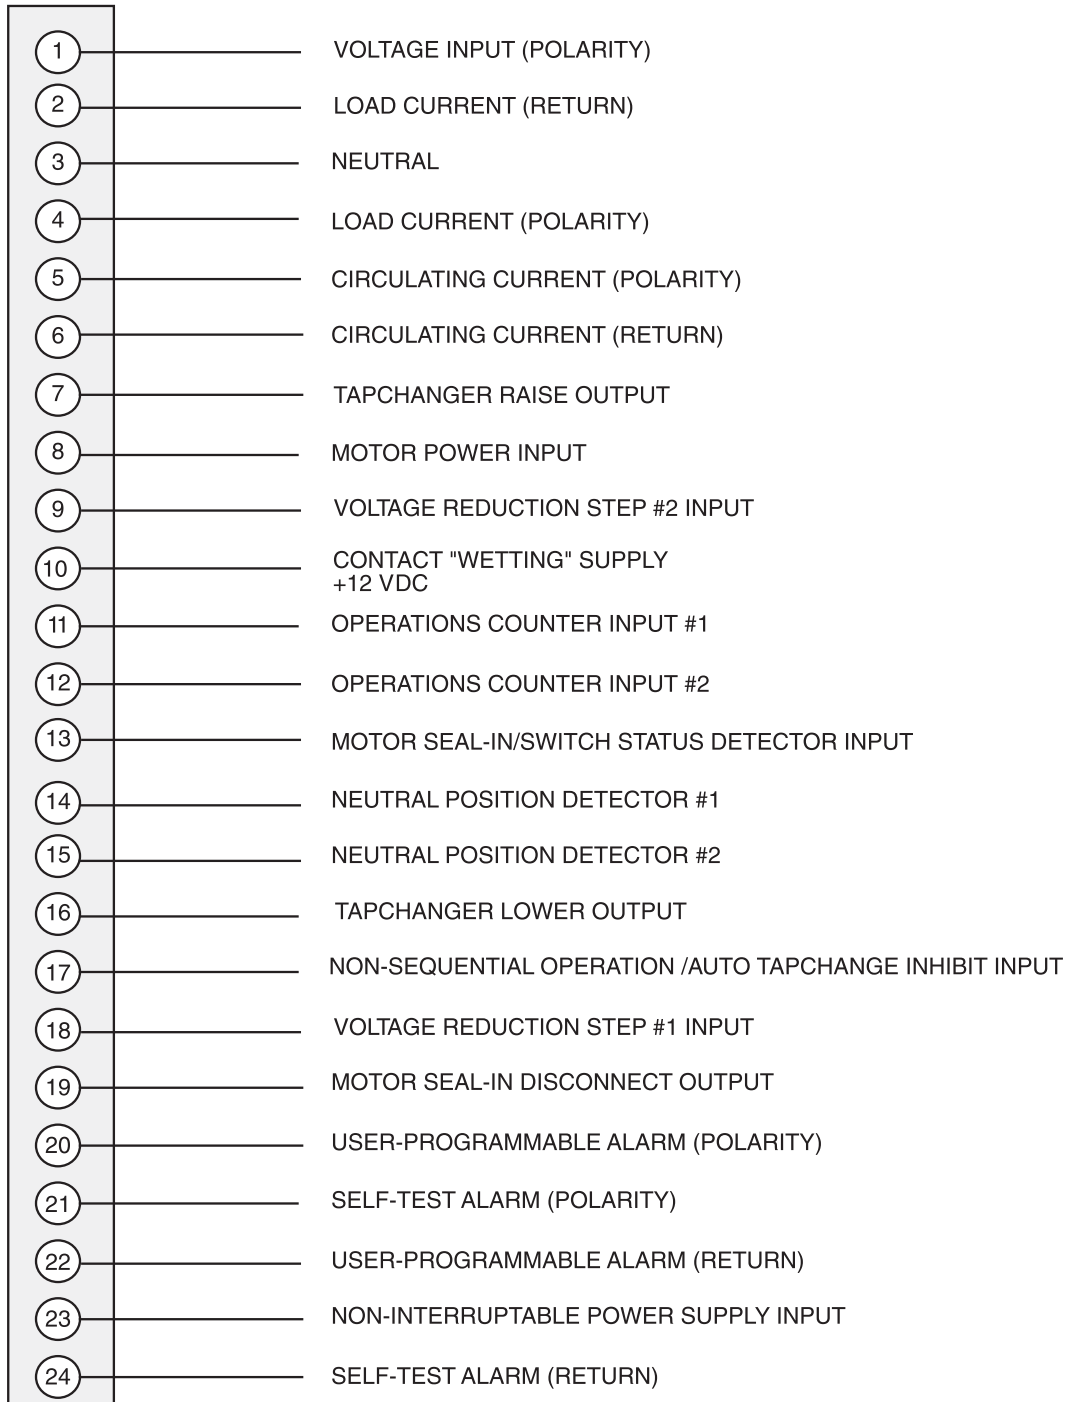 1 VOLTAGE INPUT (POLARITY)
2 LOAD CURRENT (RETURN)
3 NEUTRAL
4 LOAD CURRENT (POLARITY)
5 CIRCULATING CURRENT (POLARITY)
6 CIRCULATING CURRENT (RETURN)
7 TAPCHANGER RAISE OUTPUT
8 MOTOR POWER INPUT
9 VOLTAGE REDUCTION STEP #2 INPUT
10 CONTACT "WETTING" SUPPLY
+12 VDC
11 OPERATIONS COUNTER INPUT #1
12 OPERATIONS COUNTER INPUT #2
13 MOTOR SEAL-IN/SWITCH STATUS DETECTOR INPUT
14 NEUTRAL POSITION DETECTOR #1
15 NEUTRAL POSITION DETECTOR #2
16 TAPCHANGER LOWER OUTPUT
17 NON-SEQUENTIAL OPERATION /AUTO TAPCHANGE INHIBIT INPUT
18 VOLTAGE REDUCTION STEP #1 INPUT
19 MOTOR SEAL-IN DISCONNECT OUTPUT
20 USER-PROGRAMMABLE ALARM (POLARITY)
21 SELF-TEST ALARM (POLARITY)
22 USER-PROGRAMMABLE ALARM (RETURN)
23 NON-INTERRUPTABLE POWER SUPPLY INPUT
24 SELF-TEST ALARM (RETURN)